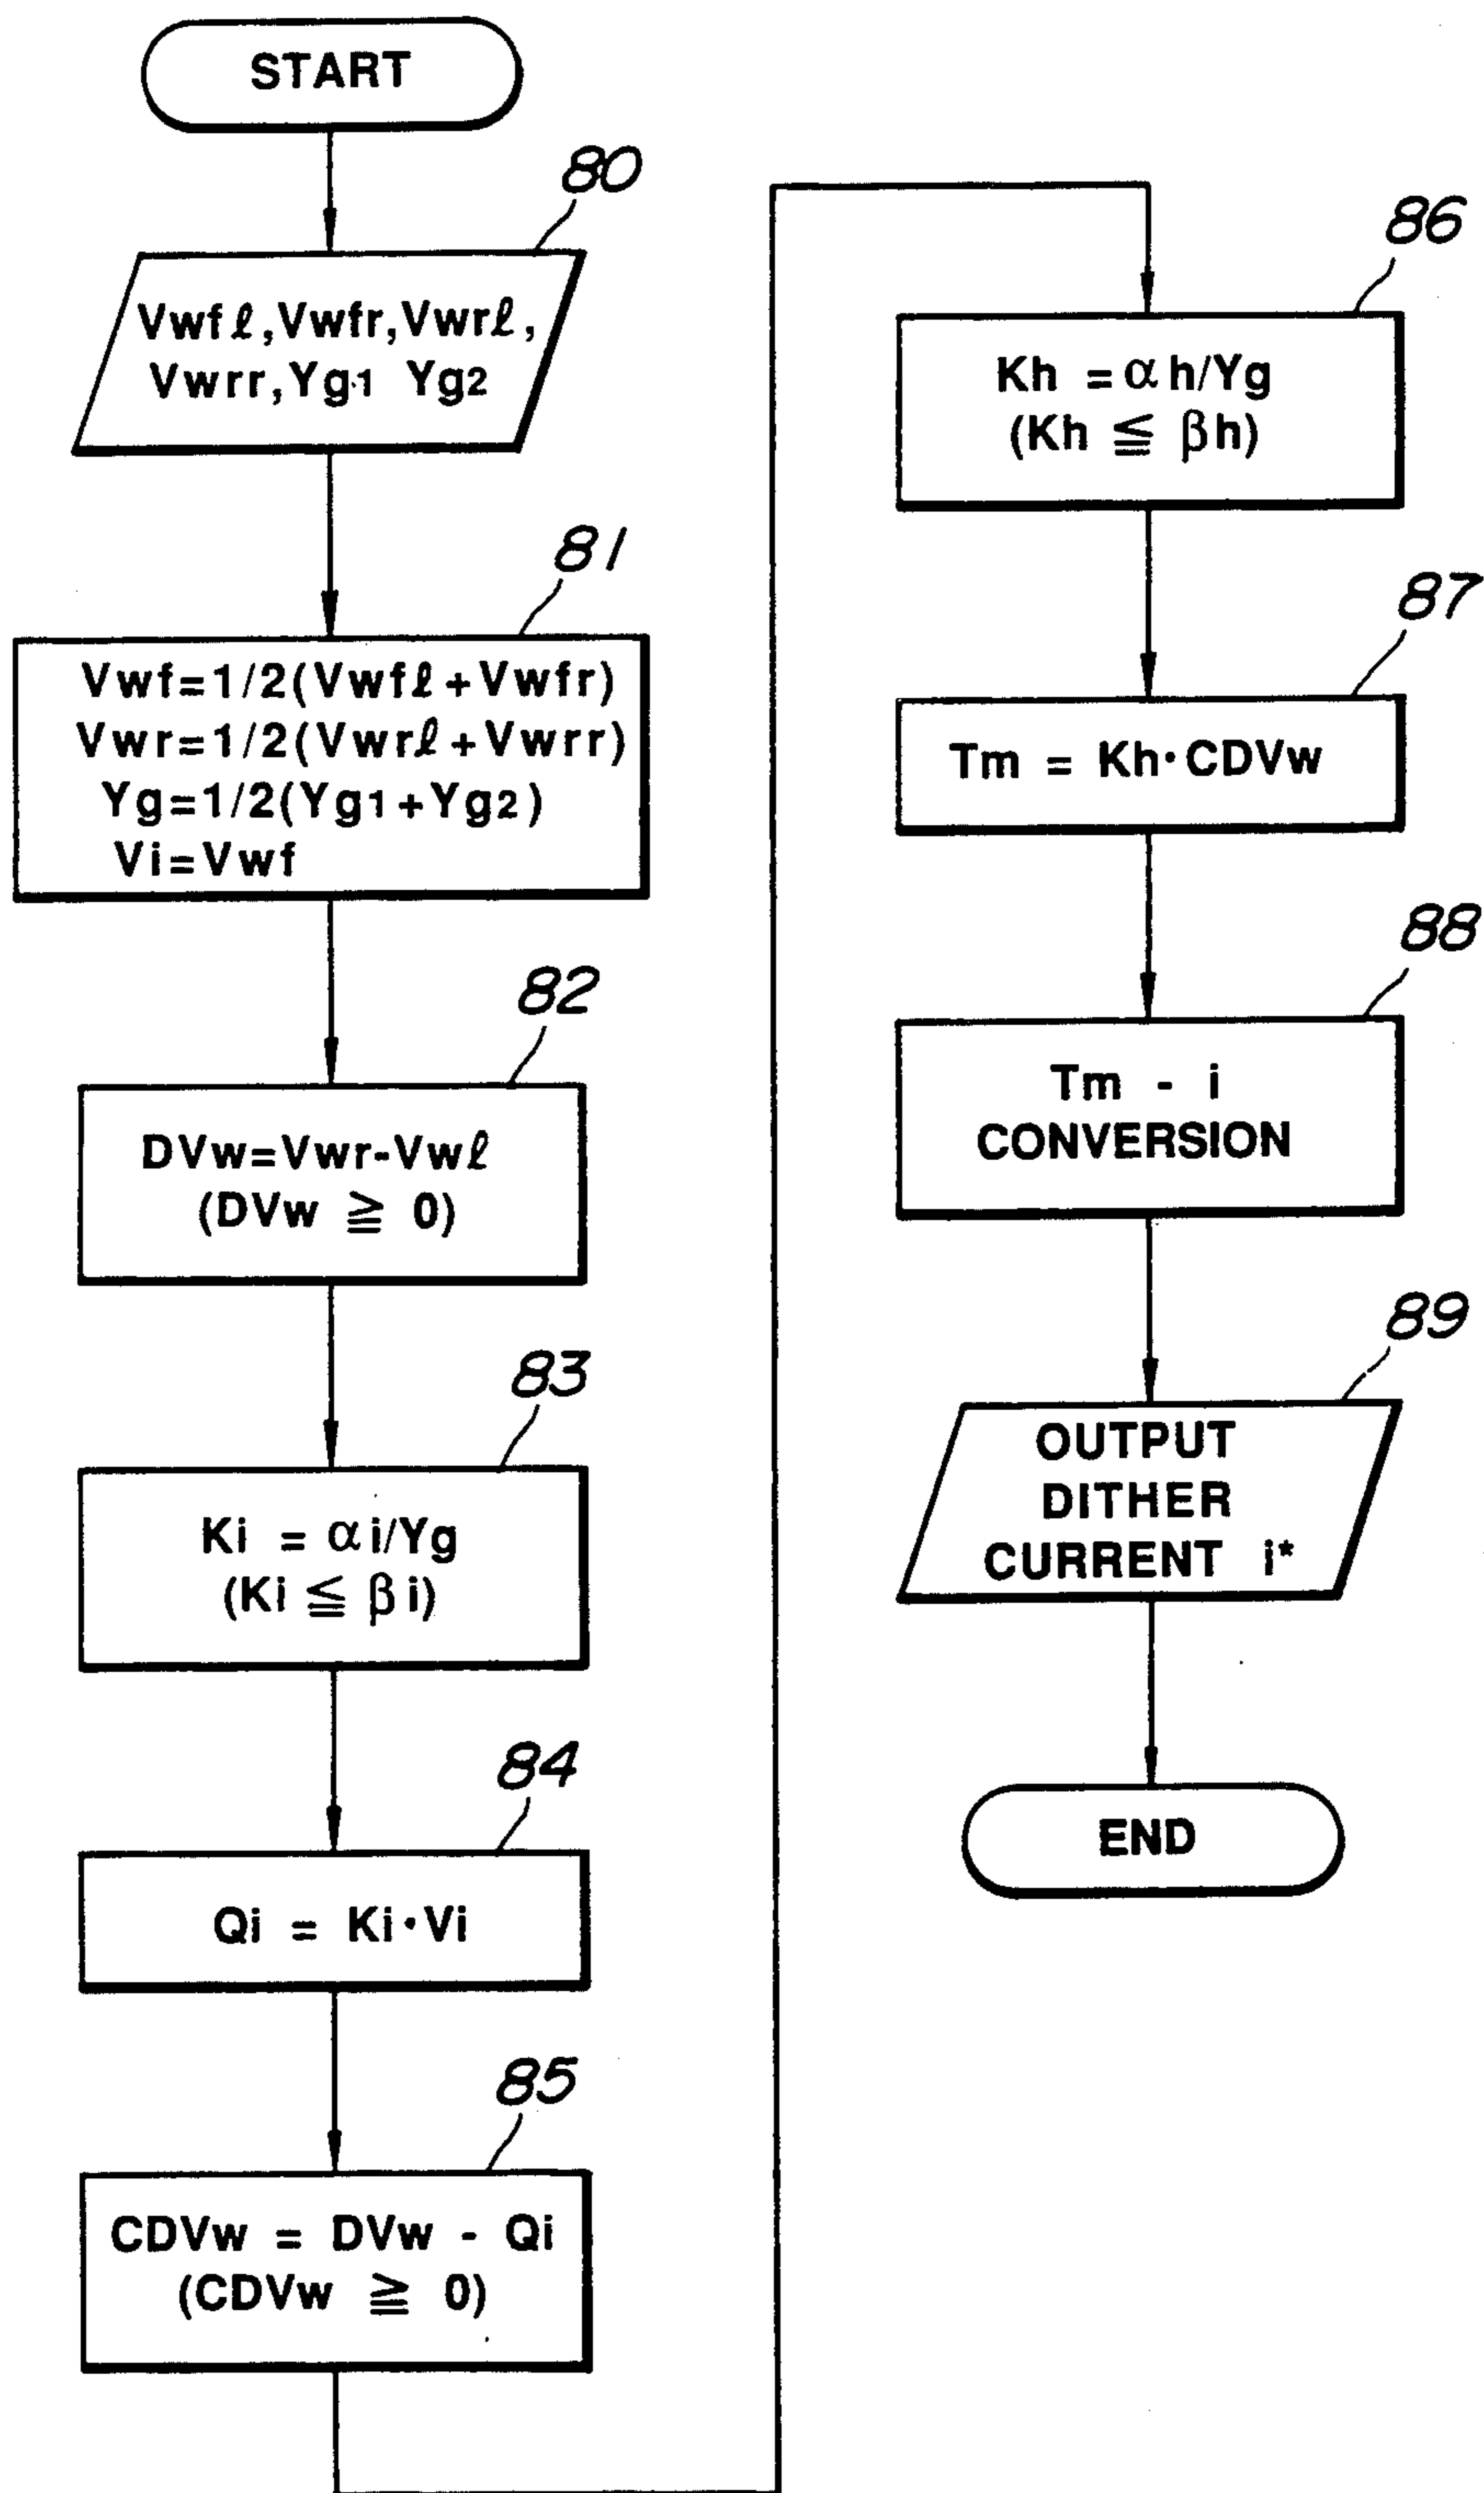 START
80
Vwfℓ,Vwfr,Vwrℓ,
Vwrr,Yg1 Yg2
81
Vwf=1/2(Vwfℓ+Vwfr)
Vwr=1/2(Vwrℓ+Vwrr)
Yg=1/2(Yg1+Yg2)
Vi=Vwf
82
DVw=Vwr-Vwℓ
(DVw ≧ 0)
83
Ki = αi/Yg
(Ki ≦ βi)
84
Qi = Ki·Vi
85
CDVw = DVw - Qi
(CDVw ≧ 0)
86
Kh = αh/Yg
(Kh ≦ βh)
87
Tm = Kh·CDVw
88
Tm - i
CONVERSION
89
OUTPUT
DITHER
CURRENT i*
END